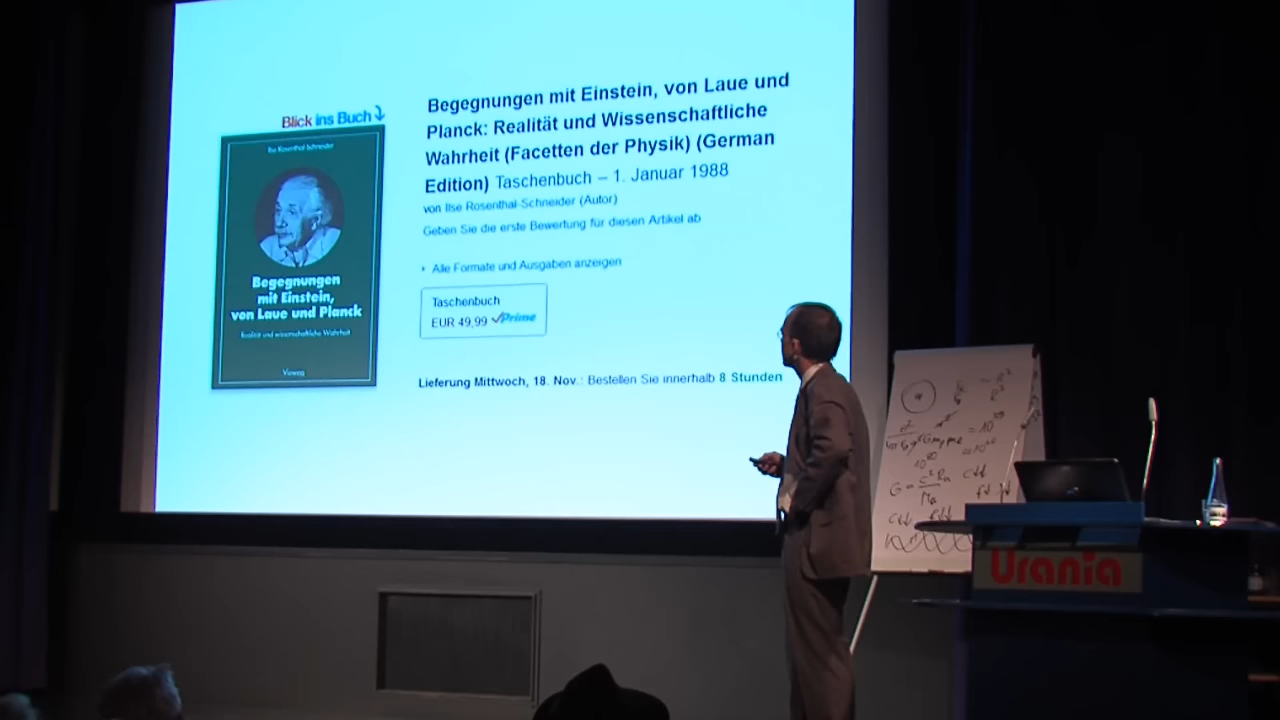 Blick ins Buch
Ilse Rosenthal-Schneider
Begegnungen
mit Einstein,
von Laue und Planck
Realität und wissenschaftliche Wahrheit
Vieweg
Begegnungen mit Einstein, von Laue und
Planck: Realität und Wissenschaftliche
Wahrheit (Facetten der Physik) (German
Edition) Taschenbuch – 1. Januar 1988
von Ilse Rosenthal-Schneider (Autor)
Geben Sie die erste Bewertung für diesen Artikel ab
Alle Formate und Ausgaben anzeigen
Taschenbuch
EUR 49,99 Prime
Lieferung Mittwoch, 18. Nov.: Bestellen Sie innerhalb 8 Stunden
Urania